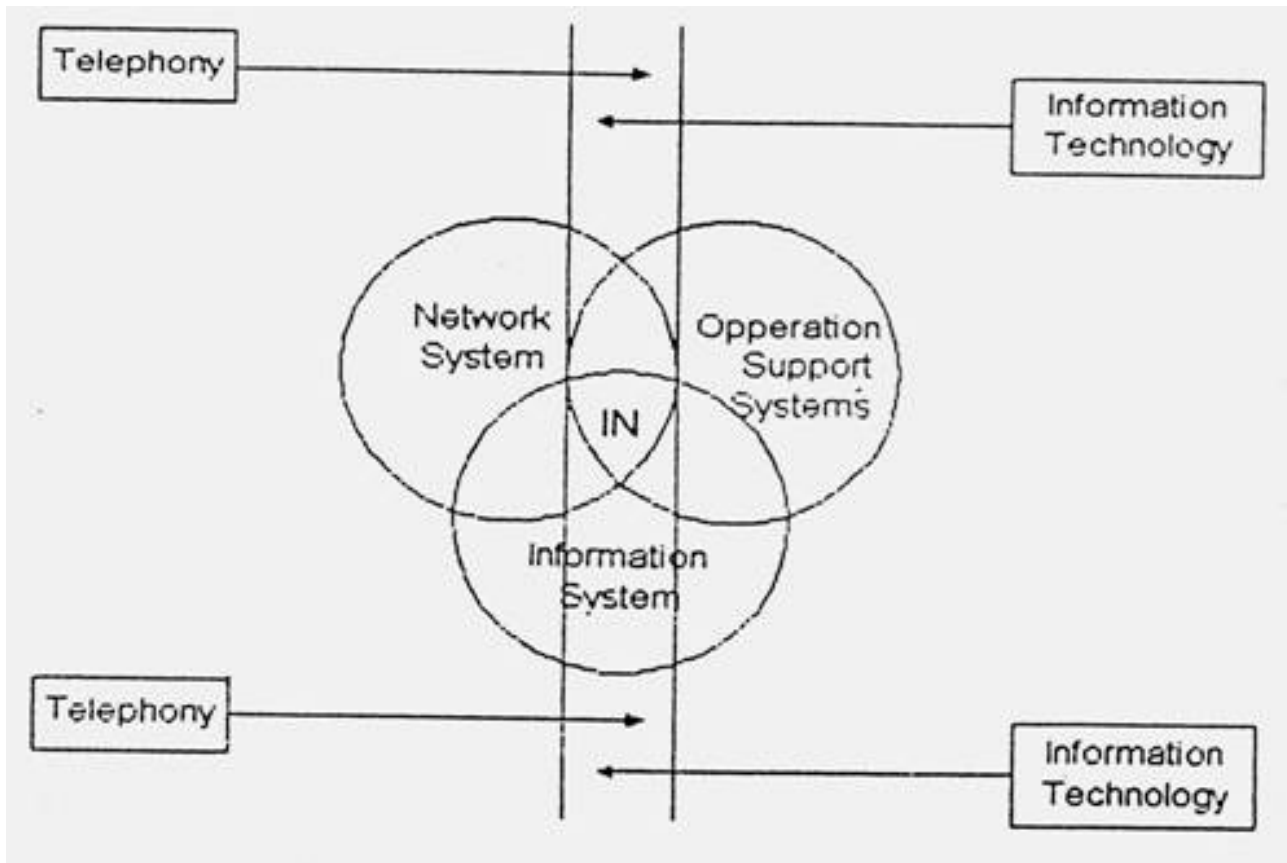 Telephony
Information
Technology
Network
System
Opperation
Support
Systems
IN
Information
System
Telephony
Information
Technology